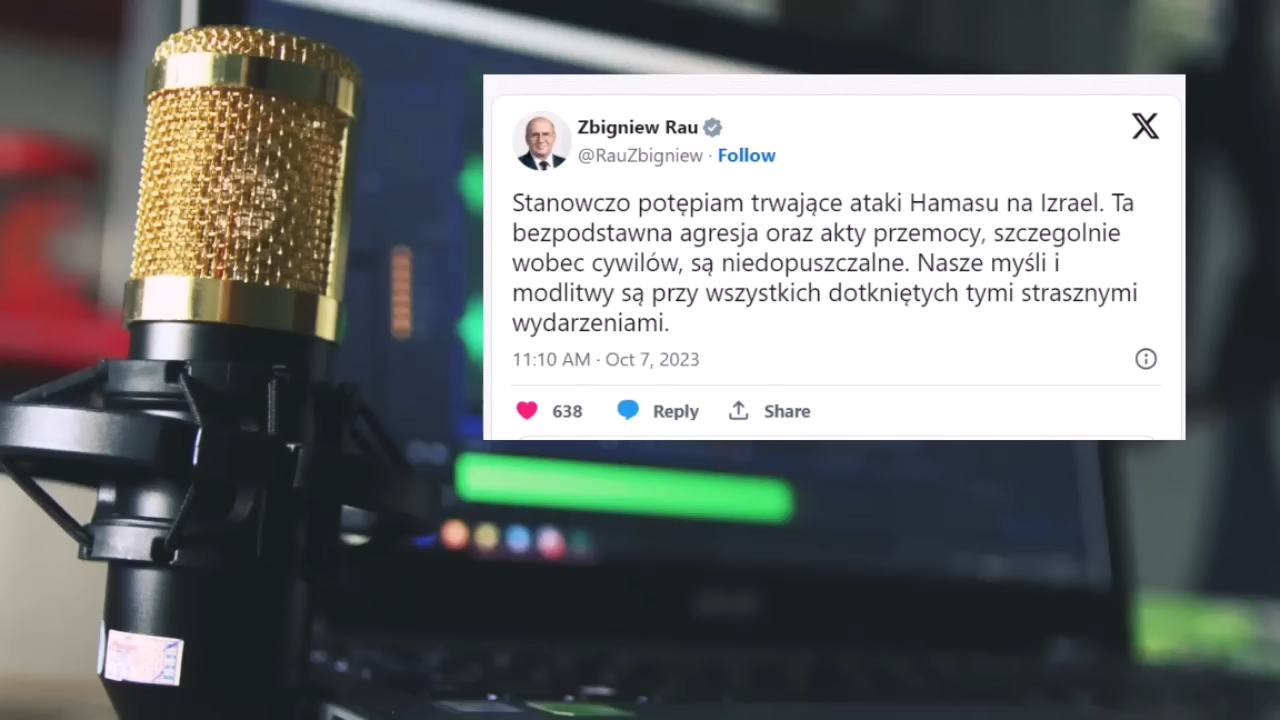 Zbigniew Rau
@RauZbigniew · Follow
Stanowczo potępiam trwające ataki Hamasu na Izrael. Ta
bezpodstawna agresja oraz akty przemocy, szczegolnie
wobec cywilów, są niedopuszczalne. Nasze myśli i
modlitwy są przy wszystkich dotkniętych tymi strasznymi
wydarzeniami.
11:10 AM · Oct 7, 2023
638 Reply Share